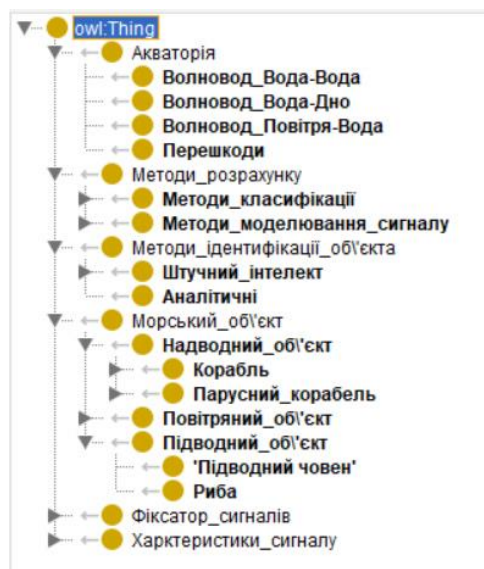 owl:Thing
Акваторія
Волновод_Вода-Вода
Волновод_Вода-Дно
Волновод_Повітря-Вода
Перешкоди
Методи_розрахунку
Методи_класифікації
Методи_моделювання_сигналу
Методи_ідентифікації_об\'єкта
Штучний_інтелект
Аналітичні
Морський_об\'єкт
Надводний_об\'єкт
Корабль
Парусний_корабель
Повітряний_об\'єкт
Підводний_об\'єкт
'Підводний човен'
Риба
Фіксатор_сигналів
Харктеристики_сигналу